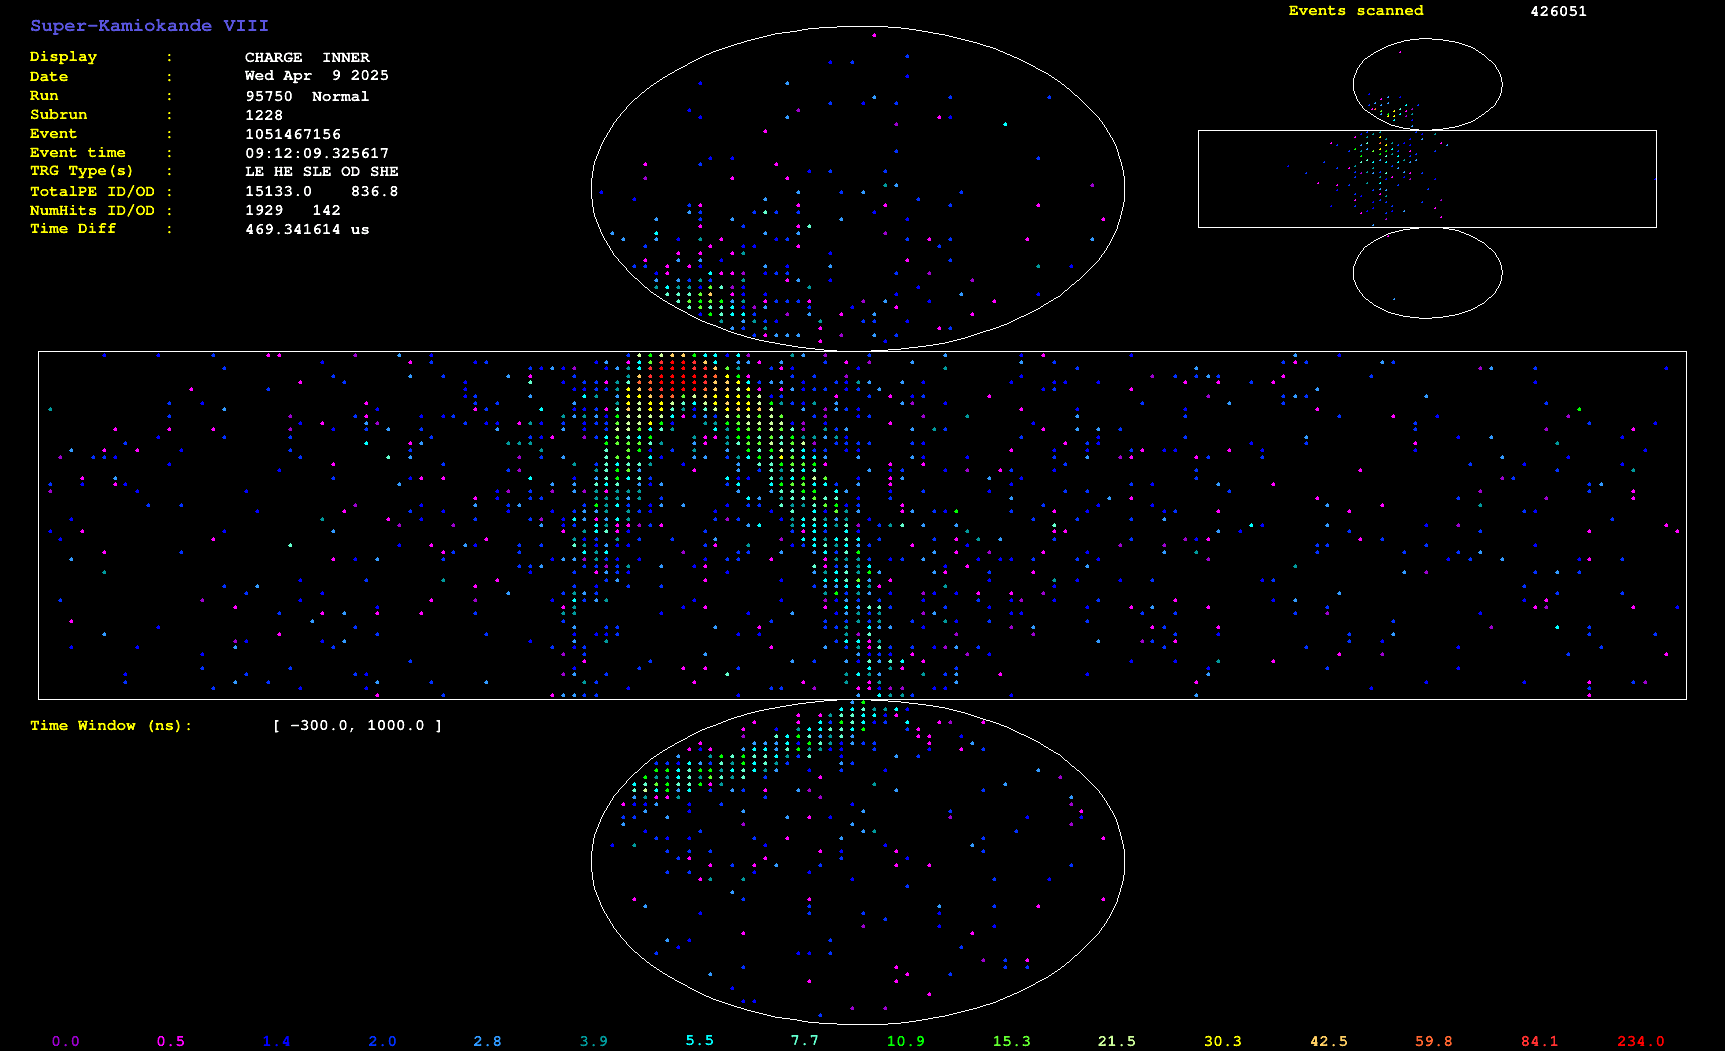 Super-Kamiokande VIII
Display : CHARGE INNER
Date : Wed Apr 9 2025
Run : 95750 Normal
Subrun : 1228
Event : 1051467156
Event time : 09:12:09.325617
TRG Type(s) : LE HE SLE OD SHE
TotalPE ID/OD : 15133.0 836.8
NumHits ID/OD : 1929 142
Time Diff : 469.341614 us
Events scanned 426051
Time Window (ns): [ -300.0, 1000.0 ]
0.0 0.5 1.4 2.0 2.8 3.9 5.5 7.7 10.9 15.3 21.5 30.3 42.5 59.8 84.1 234.0